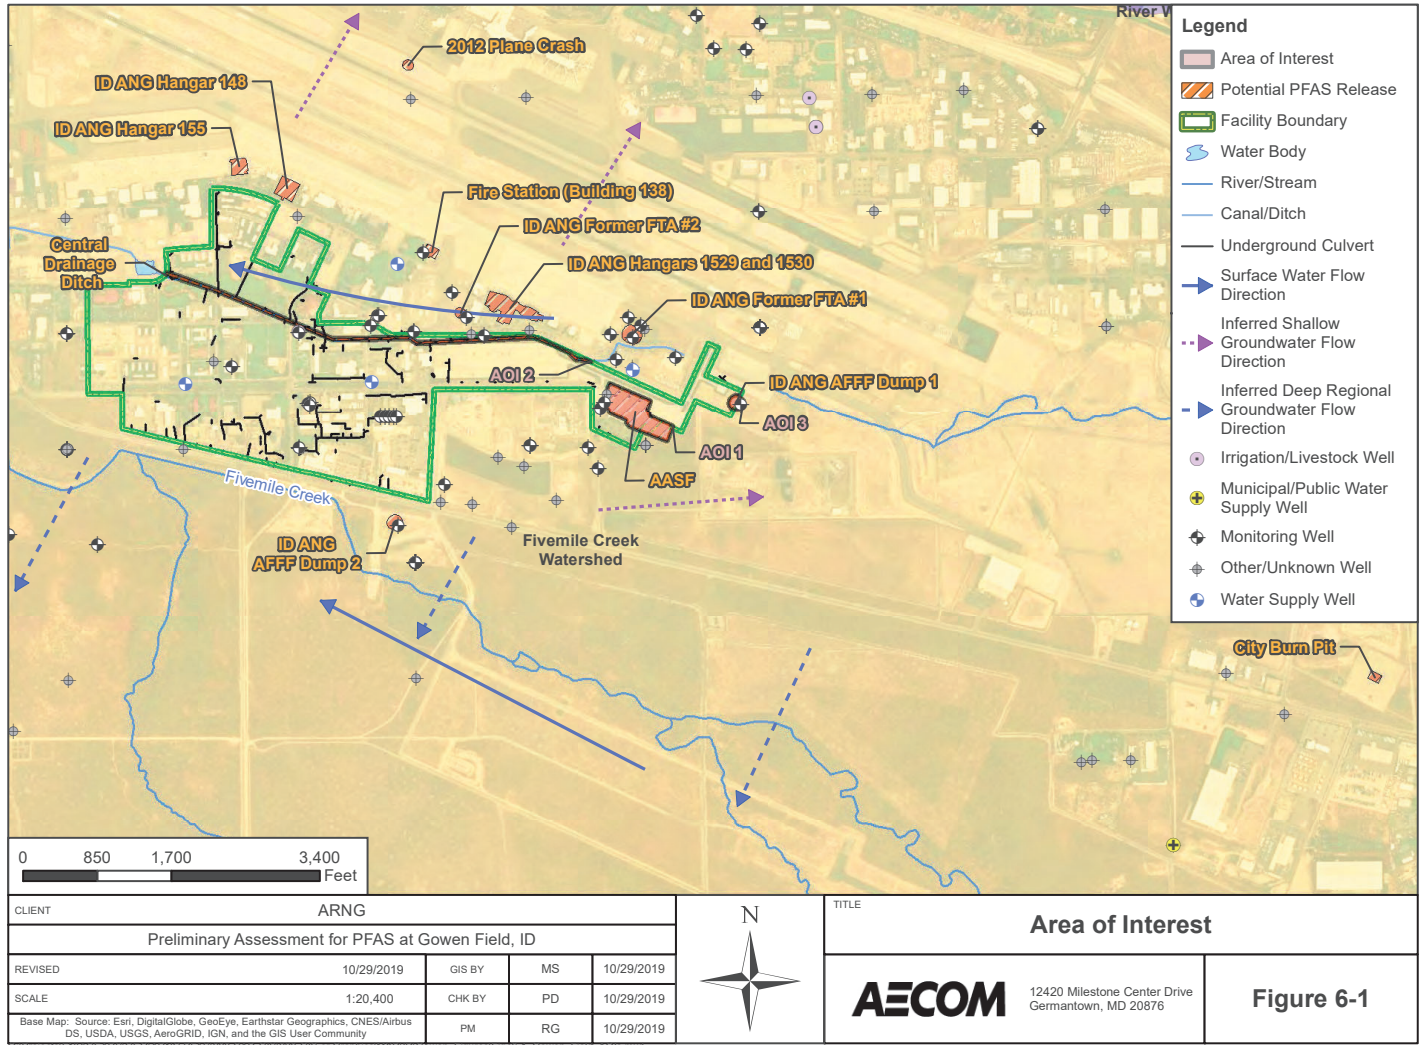 River W
2012 Plane Crash
ID ANG Hangar 148
ID ANG Hangar 155
Fire Station (Building 138)
ID ANG Former FTA #2
Central
Drainage
Ditch
ID ANG Hangars 1529 and 1530
ID ANG Former FTA #1
AOI 2
ID ANG AFFF Dump 1
AOI 3
AOI 1
AASF
Fivemile Creek
ID ANG
AFFF Dump 2
Fivemile Creek
Watershed
City Burn Pit
Legend
Area of Interest
Potential PFAS Release
Facility Boundary
Water Body
River/Stream
Canal/Ditch
Underground Culvert
Surface Water Flow
Direction
Inferred Shallow
Groundwater Flow
Direction
Inferred Deep Regional
Groundwater Flow
Direction
Irrigation/Livestock Well
Municipal/Public Water
Supply Well
Monitoring Well
Other/Unknown Well
Water Supply Well
0 850 1,700 3,400
Feet
CLIENT ARNG
Preliminary Assessment for PFAS at Gowen Field, ID
REVISED 10/29/2019 GIS BY MS 10/29/2019
SCALE 1:20,400 CHK BY PD 10/29/2019
Base Map: Source: Esri, DigitalGlobe, GeoEye, Earthstar Geographics, CNES/Airbus
DS, USDA, USGS, AeroGRID, IGN, and the GIS User Community
PM RG 10/29/2019
N
TITLE
Area of Interest
AECOM
12420 Milestone Center Drive
Germantown, MD 20876
Figure 6-1